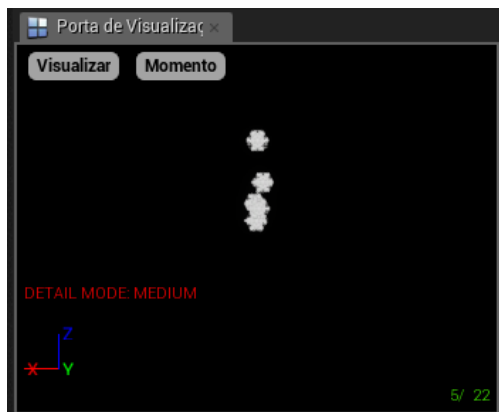 Porta de Visualizaç
Visualizar Momento
DETAIL MODE: MEDIUM
Z
X Y
5/ 22